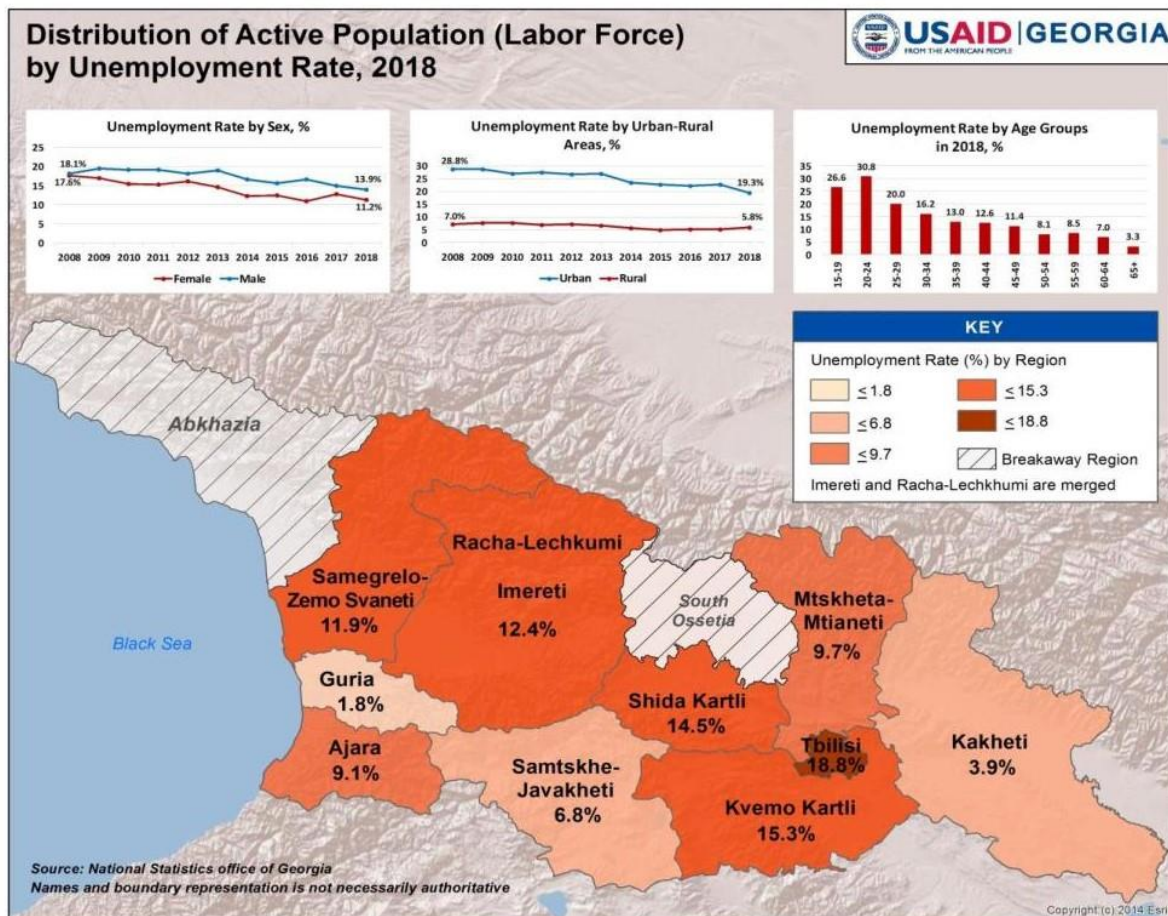 Distribution of Active Population (Labor Force)
by Unemployment Rate, 2018
USAID | GEORGIA
FROM THE AMERICAN PEOPLE
Unemployment Rate by Sex, %
25
20
15
10
5
0
18.1%
17.6%
13.9%
11.2%
2008 2009 2010 2011 2012 2013 2014 2015 2016 2017 2018
Female Male
Unemployment Rate by Urban-Rural
Areas, %
30
25
20
15
10
5
0
28.8%
19.3%
7.0%
5.8%
2008 2009 2010 2011 2012 2013 2014 2015 2016 2017 2018
Urban Rural
Unemployment Rate by Age Groups
in 2018, %
35
30
25
20
15
10
5
0
26.6 30.8 20.0 16.2 13.0 12.6 11.4 8.1 8.5 7.0 3.3
15-19 20-24 25-29 30-34 35-39 40-44 45-49 50-54 55-59 60-64 65+
KEY
Unemployment Rate (%) by Region
≤ 1.8
≤ 6.8
≤ 9.7
≤ 15.3
≤ 18.8
Breakaway Region
Imereti and Racha-Lechkhumi are merged
Abkhazia
Black Sea
Samegrelo-
Zemo Svaneti
11.9%
Racha-Lechkumi
Imereti
12.4%
South
Ossetia
Mtskheta-
Mtianeti
9.7%
Guria
1.8%
Shida Kartli
14.5%
Ajara
9.1%
Samtskhe-
Javakheti
6.8%
Tbilisi
18.8%
Kvemo Kartli
15.3%
Kakheti
3.9%
Source: National Statistics office of Georgia
Names and boundary representation is not necessarily authoritative
Copyright (c) 2014 Esri